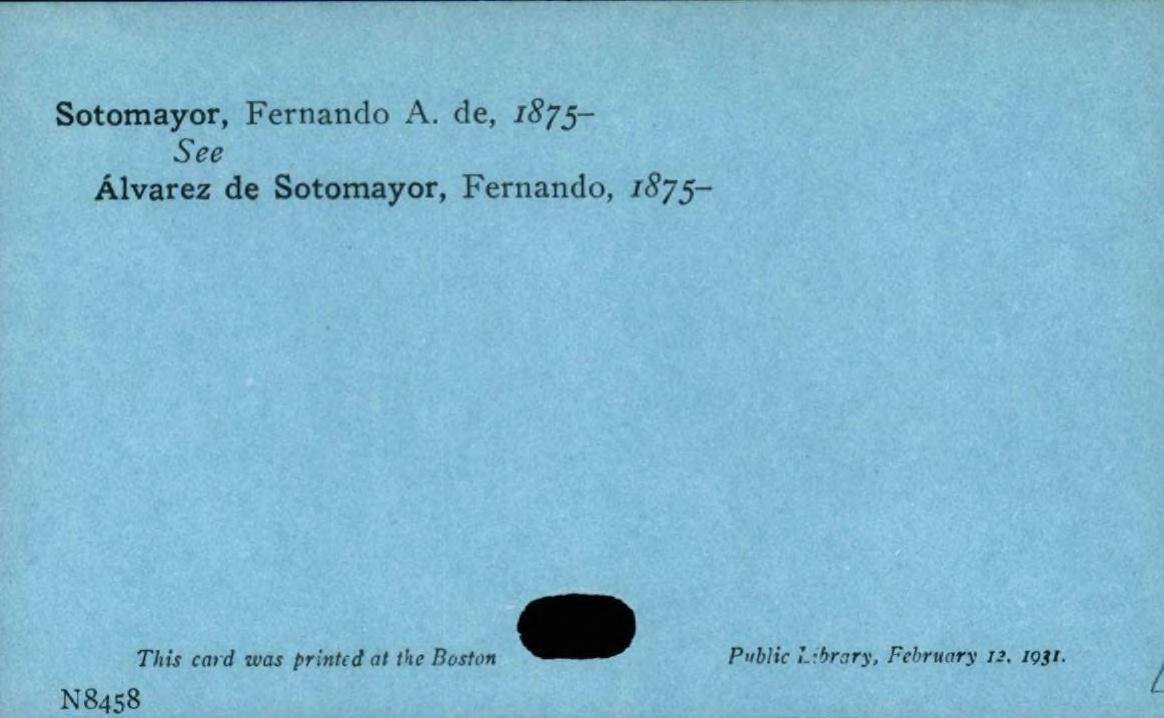 Sotomayor, Fernando A. de, 1875–
See
Álvarez de Sotomayor, Fernando, 1875–
This card was printed at the Boston Public Library, February 12, 1931.
N8458